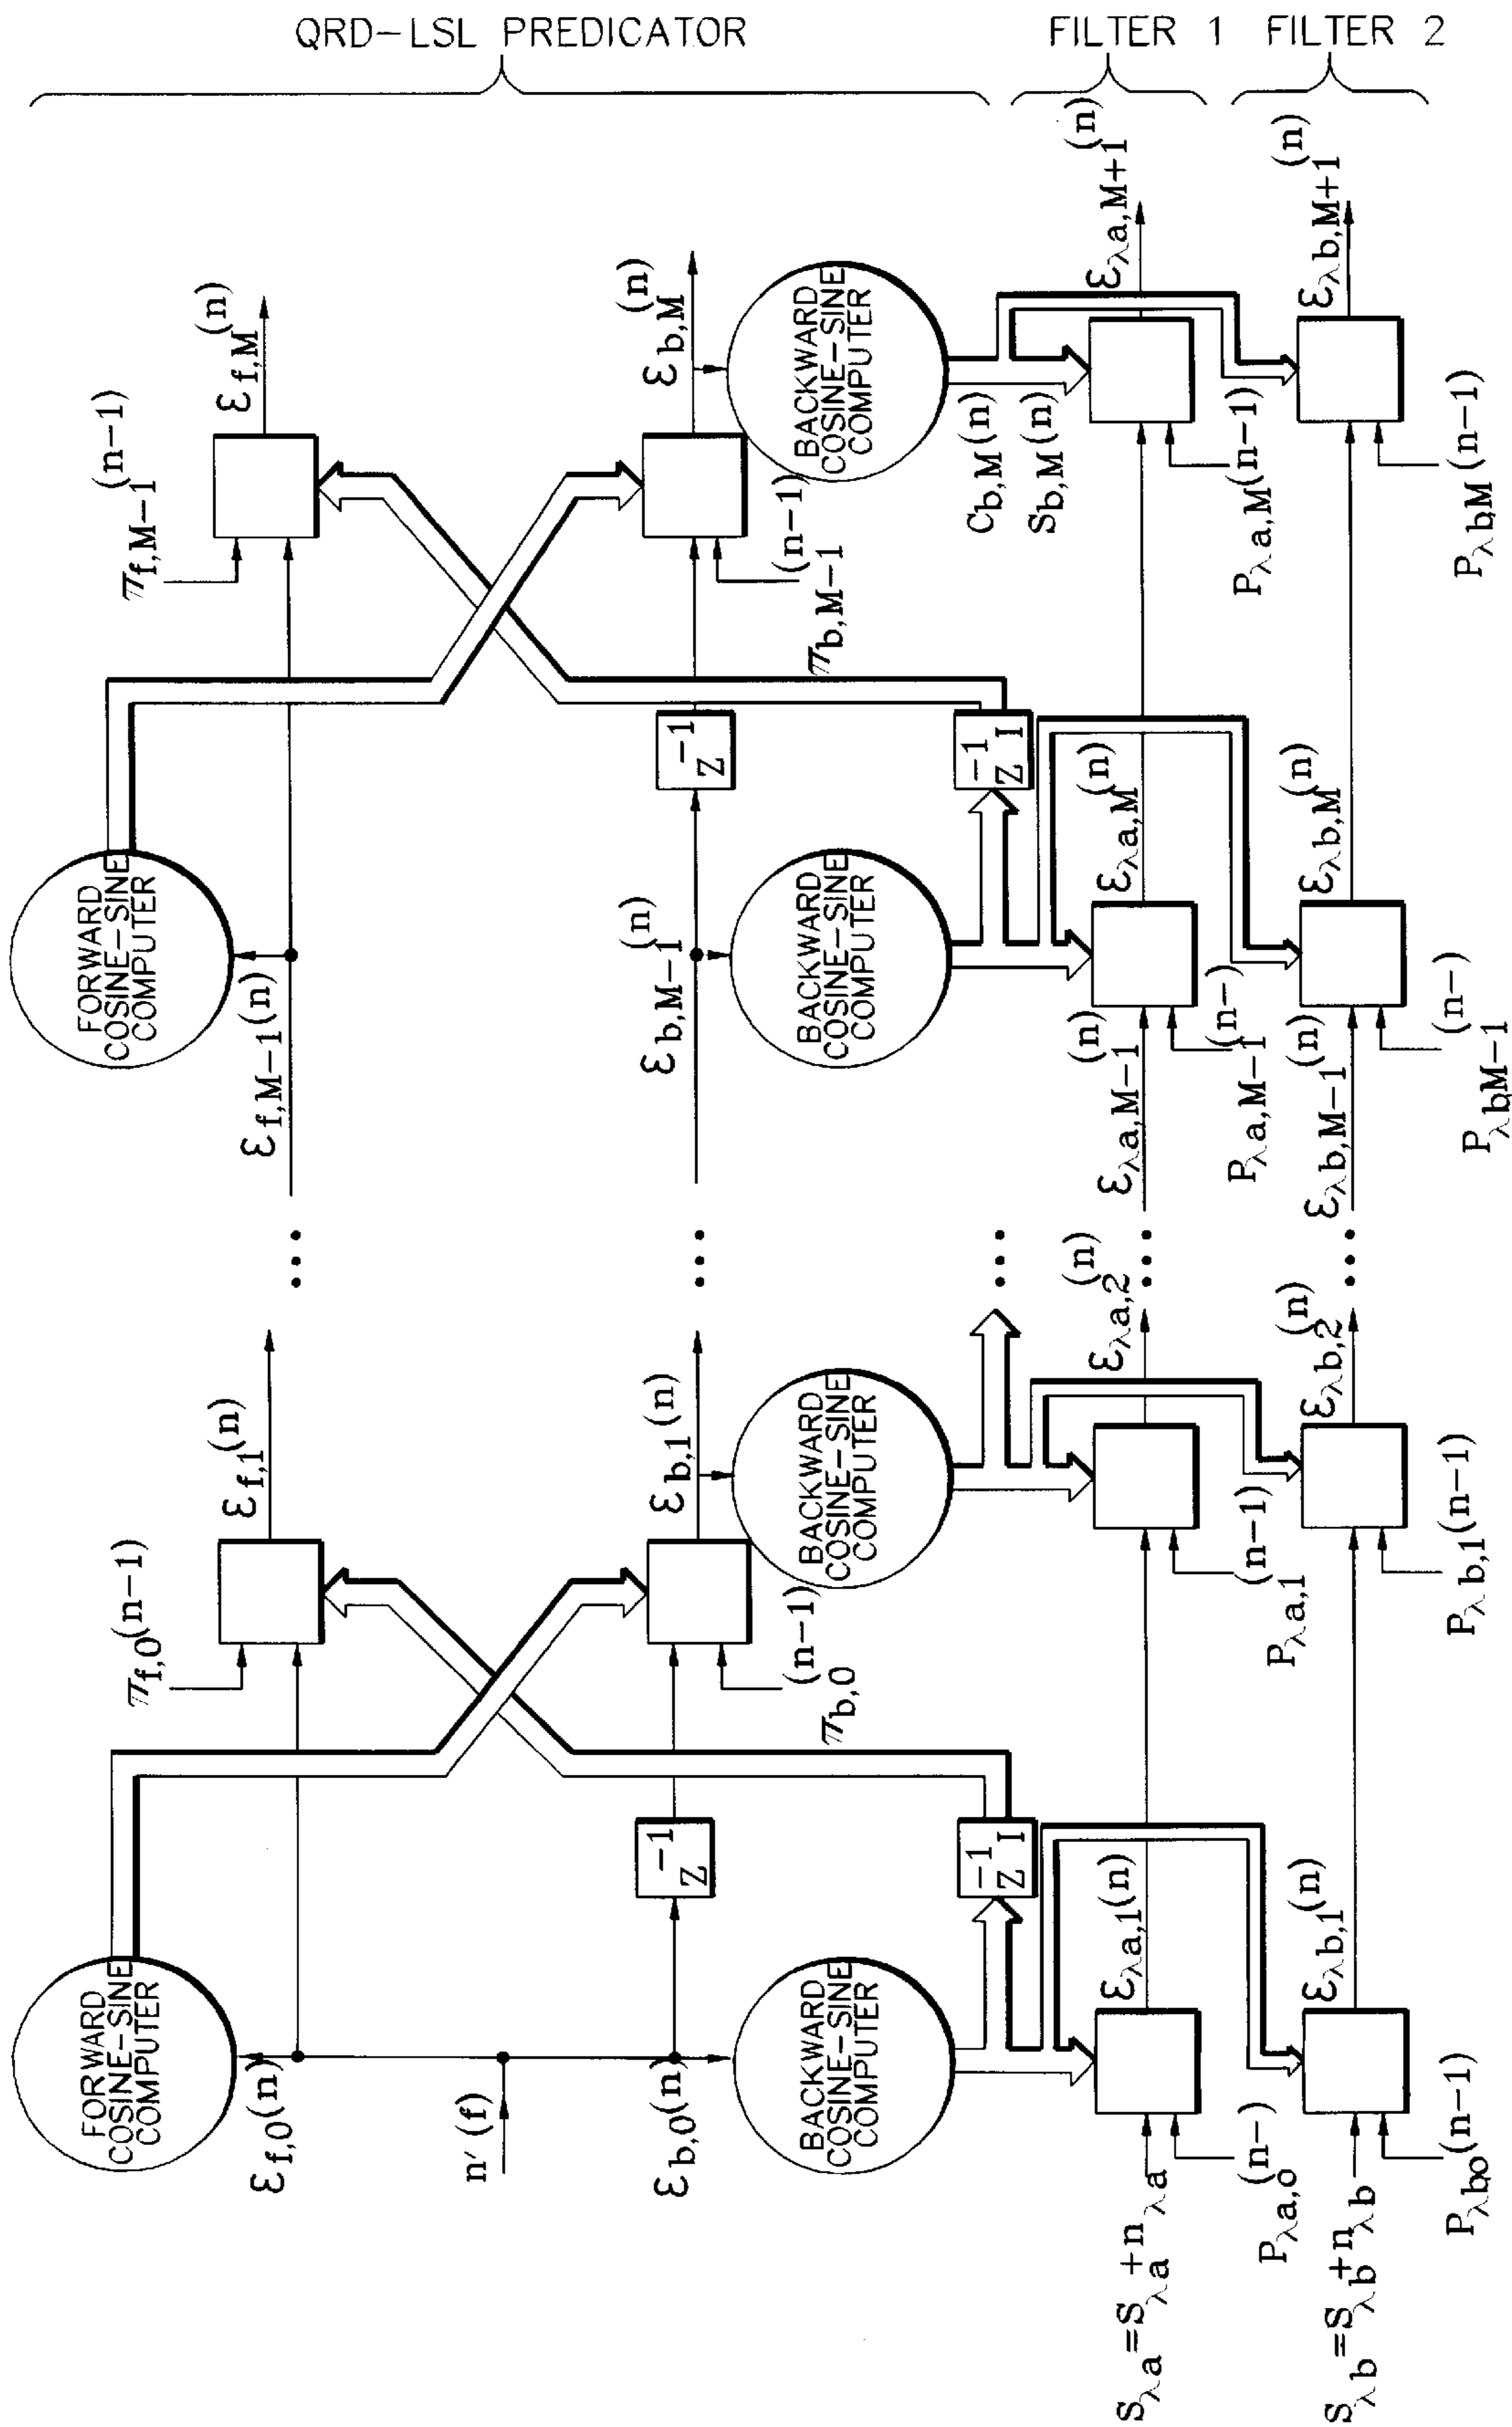 QRD-LSL PREDICATOR
FILTER 1
FILTER 2
FORWARD COSINE-SINE COMPUTER
ε_f,0(n)
n′(f)
ε_b,0(n)
BACKWARD COSINE-SINE COMPUTER
Z⁻¹
Z⁻¹ I
π_f,0(n-1)
ε_f,1(n)
π_b,0(n-1)
ε_b,1(n)
BACKWARD COSINE-SINE COMPUTER
S_λa=S_λa+n_λa
P_λa,0(n-)
ε_λa,1(n)
P_λa,1(n-1)
ε_λa,2(n)
S_λb=S_λb+n_λb
P_λb0(n-1)
ε_λb,1(n)
P_λb,1(n-1)
ε_λb,2(n)
...
...
...
...
...
FORWARD COSINE-SINE COMPUTER
ε_f,M-1(n)
ε_b,M-1(n)
BACKWARD COSINE-SINE COMPUTER
Z⁻¹
Z⁻¹ I
π_f,M-1(n-1)
ε_f,M(n)
π_b,M-1(n-1)
ε_b,M(n)
BACKWARD COSINE-SINE COMPUTER
C_b,M(n)
S_b,M(n)
ε_λa,M-1(n)
P_λa,M-1(n-)
ε_λa,M(n)
P_λa,M(n-1)
ε_λa,M+1(n)
ε_λb,M-1(n)
P_λbM-1(n-)
ε_λb,M(n)
P_λbM(n-1)
ε_λb,M+1(n)